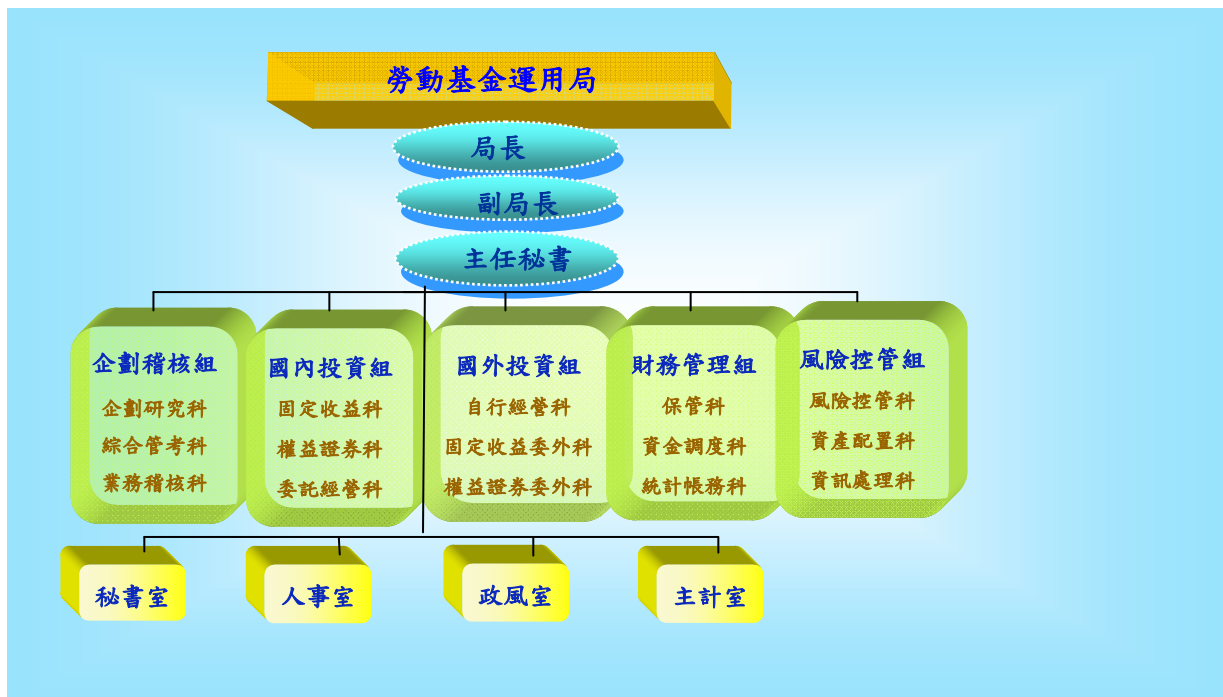 勞動基金運用局
局長
副局長
主任秘書
企劃稽核組
企劃研究科
綜合管考科
業務稽核科
國內投資組
固定收益科
權益證券科
委託經營科
國外投資組
自行經營科
固定收益委外科
權益證券委外科
財務管理組
保管科
資金調度科
統計帳務科
風險控管組
風險控管科
資產配置科
資訊處理科
秘書室
人事室
政風室
主計室